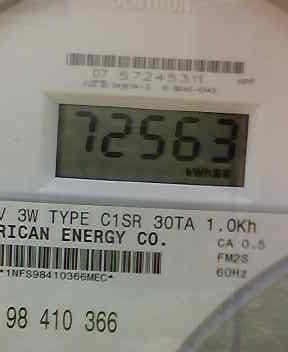 07 57245311
72563
kWh
V 3W TYPE C1SR 30TA 1.0Kh
RICAN ENERGY CO.
CA 0.5
FM2S
60Hz
*1NFS98410366MEC*
98 410 366